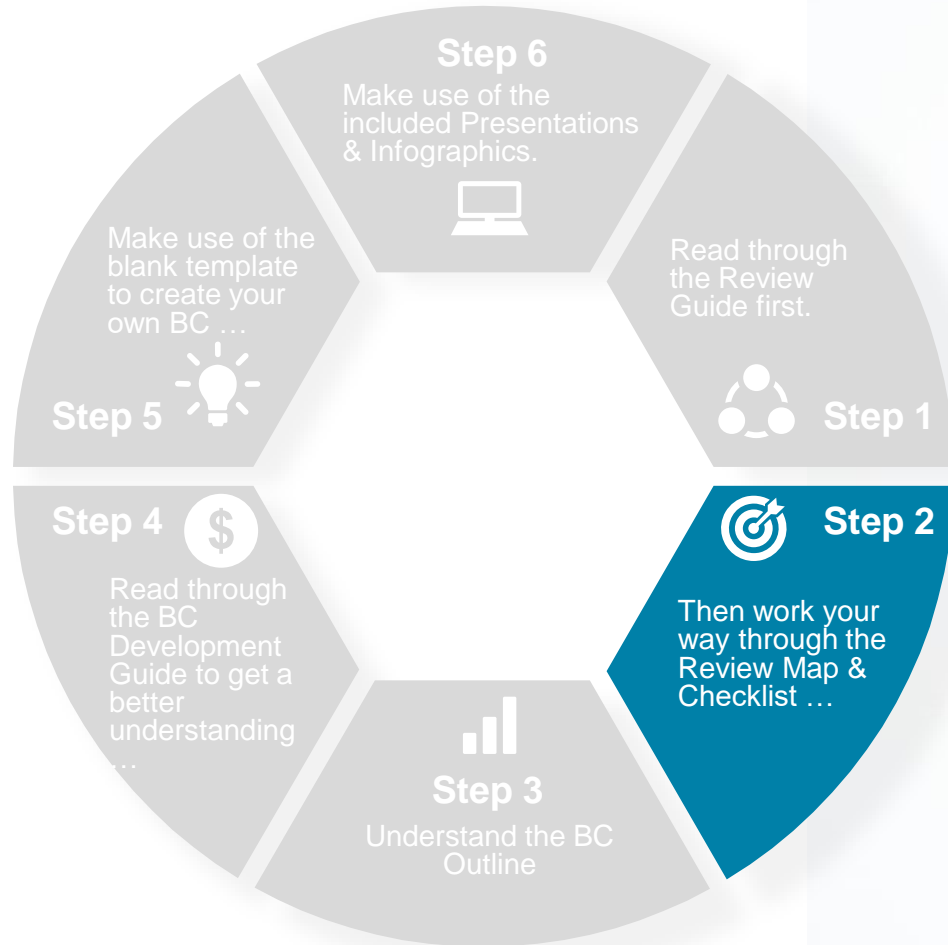 Step 6
Make use of the
included Presentations
& Infographics.
Read through
the Review
Guide first.
Step 1
Step 2
Then work your
way through the
Review Map &
Checklist …
Step 3
Understand the BC
Outline
Step 4
$
Read through
the BC
Development
Guide to get a
better
understanding
…
Make use of the
blank template
to create your
own BC …
Step 5